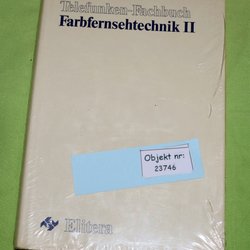 Telefunken-Fachbuch
Farbfernsehtechnik II
Objekt nr:
23746
Elitera